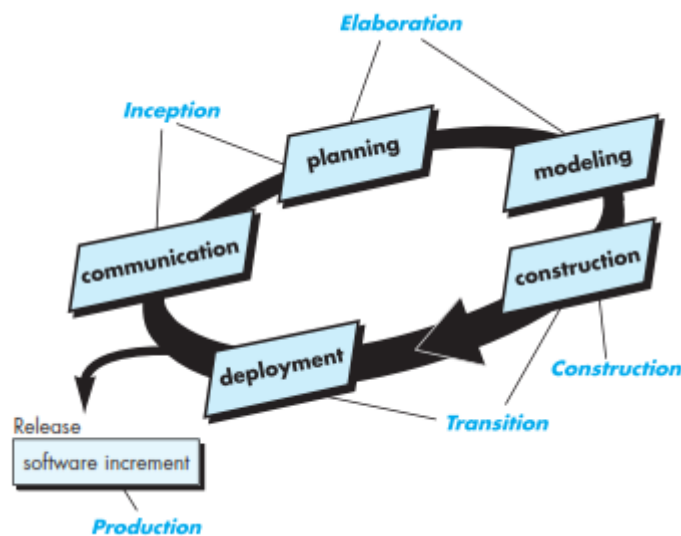 Elaboration
Inception
planning
modeling
communication
construction
deployment
Construction
Transition
Release
software increment
Production